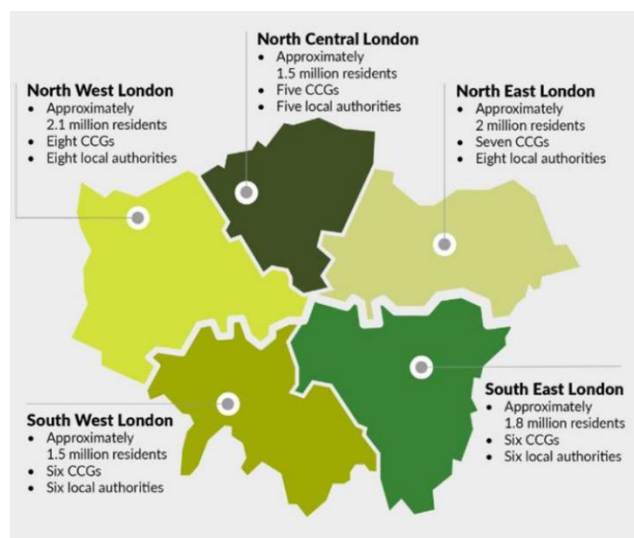 North Central London
• Approximately
1.5 million residents
• Five CCGs
• Five local authorities
North West London
• Approximately
2.1 million residents
• Eight CCGs
• Eight local authorities
North East London
• Approximately
2 million residents
• Seven CCGs
• Eight local authorities
South West London
• Approximately
1.5 million residents
• Six CCGs
• Six local authorities
South East London
• Approximately
1.8 million residents
• Six CCGs
• Six local authorities